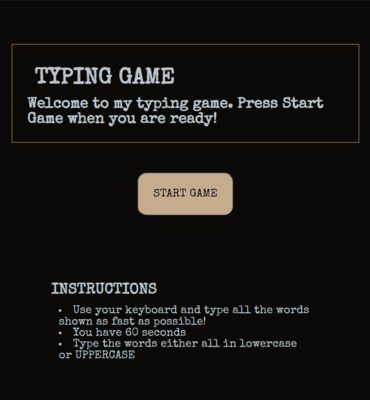 TYPING GAME
Welcome to my typing game. Press Start
Game when you are ready!
START GAME
INSTRUCTIONS
• Use your keyboard and type all the words
shown as fast as possible!
• You have 60 seconds
• Type the words either all in lowercase
or UPPERCASE